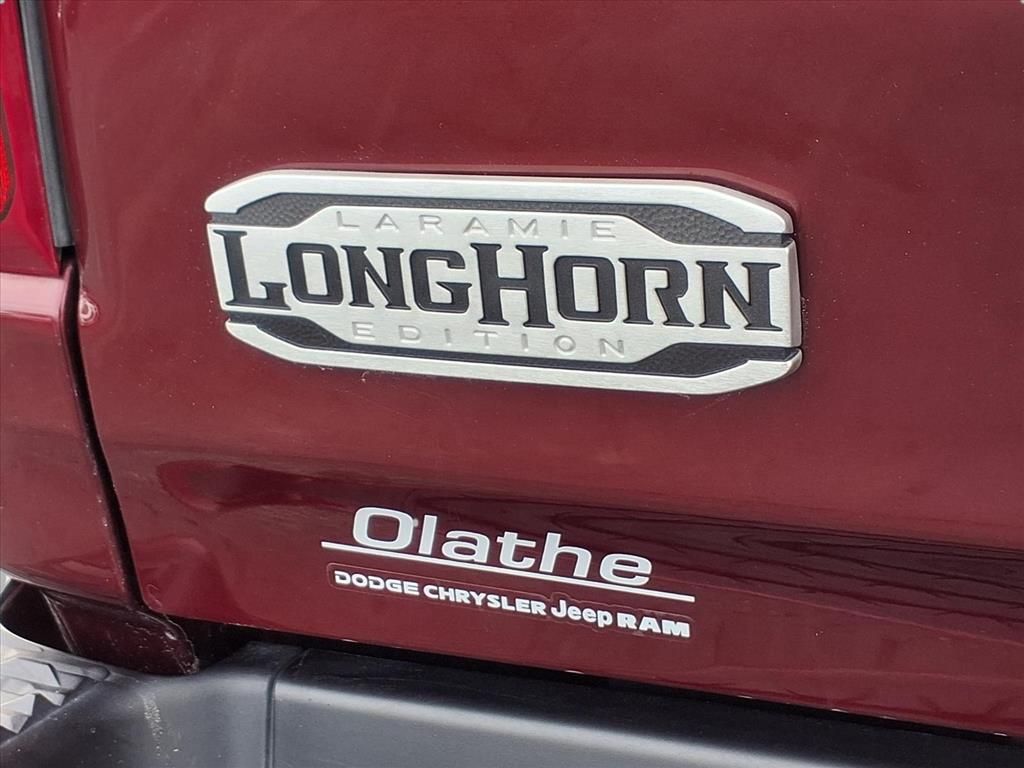 LARAMIE
LONGHORN
EDITION
Olathe
DODGE CHRYSLER Jeep RAM